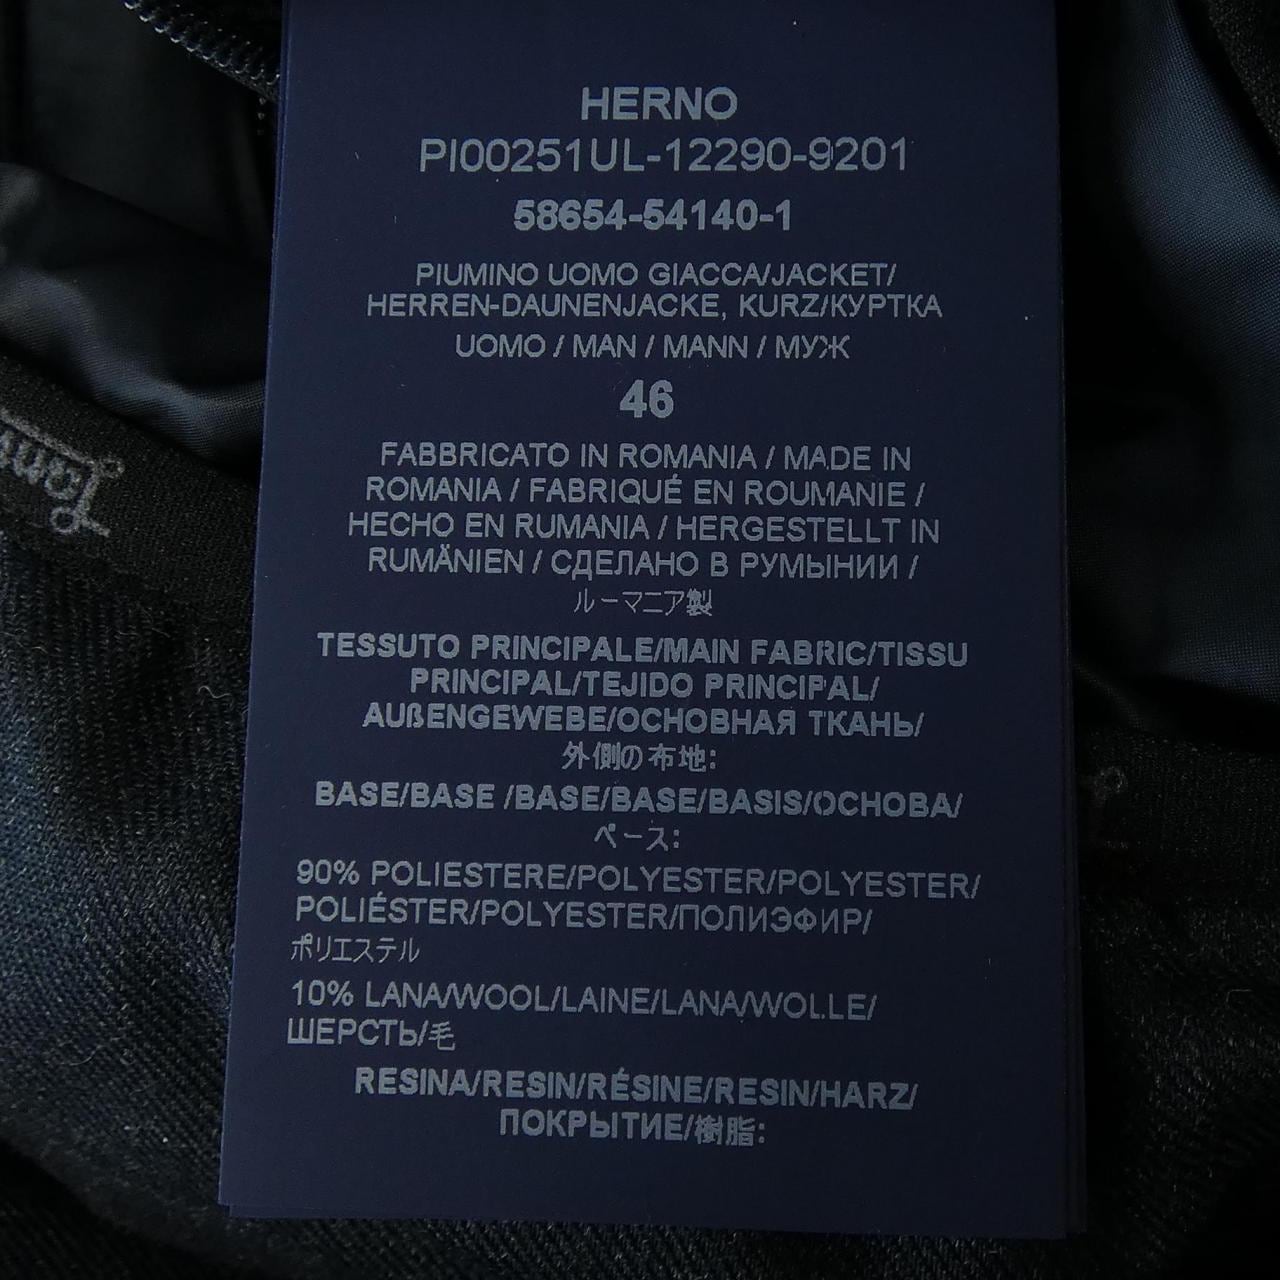 HERNO
PI00251UL-12290-9201
58654-54140-1
PIUMINO UOMO GIACCA/JACKET/
HERREN-DAUNENJACKE, KURZ/КУРТКА
UOMO / MAN / MANN / МУЖ
46
FABBRICATO IN ROMANIA / MADE IN
ROMANIA / FABRIQUÉ EN ROUMANIE /
HECHO EN RUMANIA / HERGESTELLT IN
RUMÄNIEN / СДЕЛАНО В РУМЫНИИ /
ルーマニア製
TESSUTO PRINCIPALE/MAIN FABRIC/TISSU
PRINCIPAL/TEJIDO PRINCIPAL/
AUßENGEWEBE/ОСНОВНАЯ ТКАНЬ/
外側の布地:
BASE/BASE /BASE/BASE/BASIS/ОСНОВА/
ベース:
90% POLIESTERE/POLYESTER/POLYESTER/
POLIÉSTER/POLYESTER/ПОЛИЭФИР/
ポリエステル
10% LANA/WOOL/LAINE/LANA/WOLLE/
ШЕРСТЬ/毛
RESINA/RESIN/RÉSINE/RESIN/HARZ/
ПОКРЫТИЕ/樹脂: